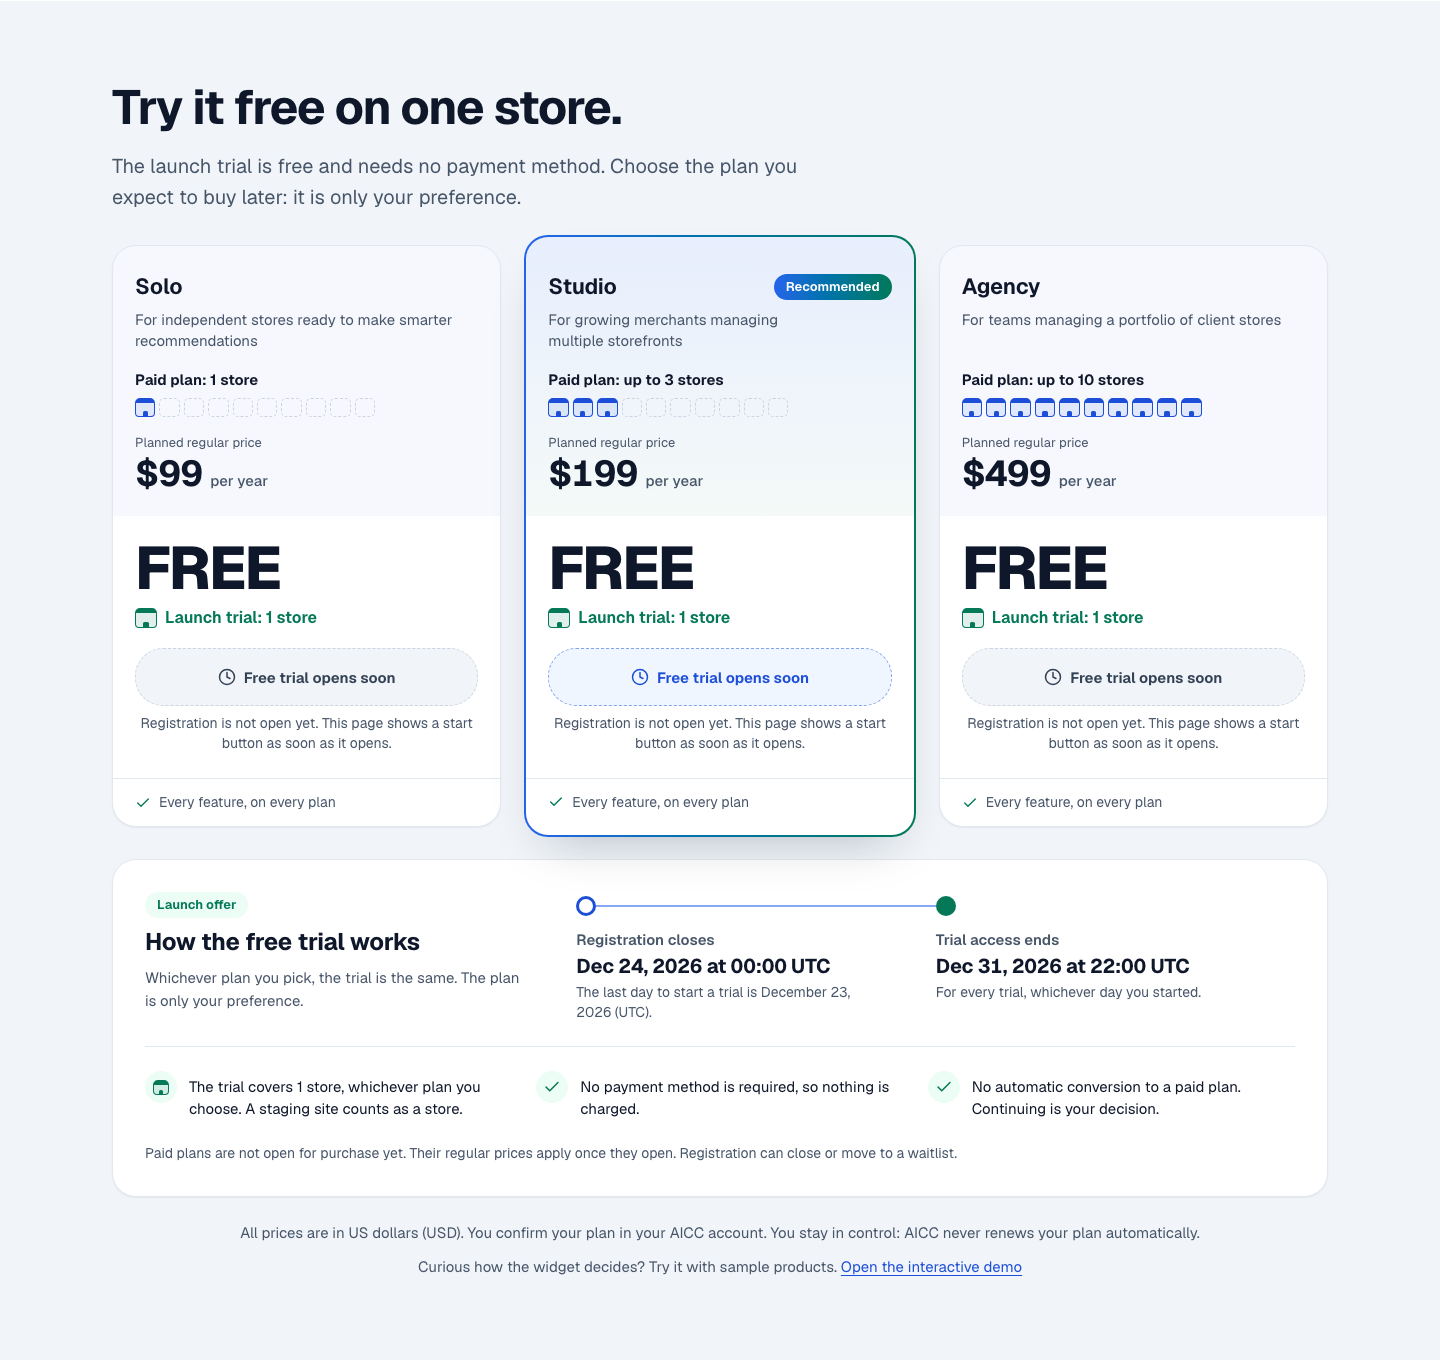 Try it free on one store.
The launch trial is free and needs no payment method. Choose the plan you
expect to buy later: it is only your preference.
Solo
For independent stores ready to make smarter
recommendations
Paid plan: 1 store
Planned regular price
$99 per year
FREE
Launch trial: 1 store
Free trial opens soon
Registration is not open yet. This page shows a start
button as soon as it opens.
Every feature, on every plan
Studio
Recommended
For growing merchants managing
multiple storefronts
Paid plan: up to 3 stores
Planned regular price
$199 per year
FREE
Launch trial: 1 store
Free trial opens soon
Registration is not open yet. This page shows a start
button as soon as it opens.
Every feature, on every plan
Agency
For teams managing a portfolio of client stores
Paid plan: up to 10 stores
Planned regular price
$499 per year
FREE
Launch trial: 1 store
Free trial opens soon
Registration is not open yet. This page shows a start
button as soon as it opens.
Every feature, on every plan
Launch offer
How the free trial works
Whichever plan you pick, the trial is the same. The plan
is only your preference.
Registration closes
Dec 24, 2026 at 00:00 UTC
The last day to start a trial is December 23,
2026 (UTC).
Trial access ends
Dec 31, 2026 at 22:00 UTC
For every trial, whichever day you started.
The trial covers 1 store, whichever plan you
choose. A staging site counts as a store.
No payment method is required, so nothing is
charged.
No automatic conversion to a paid plan.
Continuing is your decision.
Paid plans are not open for purchase yet. Their regular prices apply once they open. Registration can close or move to a waitlist.
All prices are in US dollars (USD). You confirm your plan in your AICC account. You stay in control: AICC never renews your plan automatically.
Curious how the widget decides? Try it with sample products. Open the interactive demo